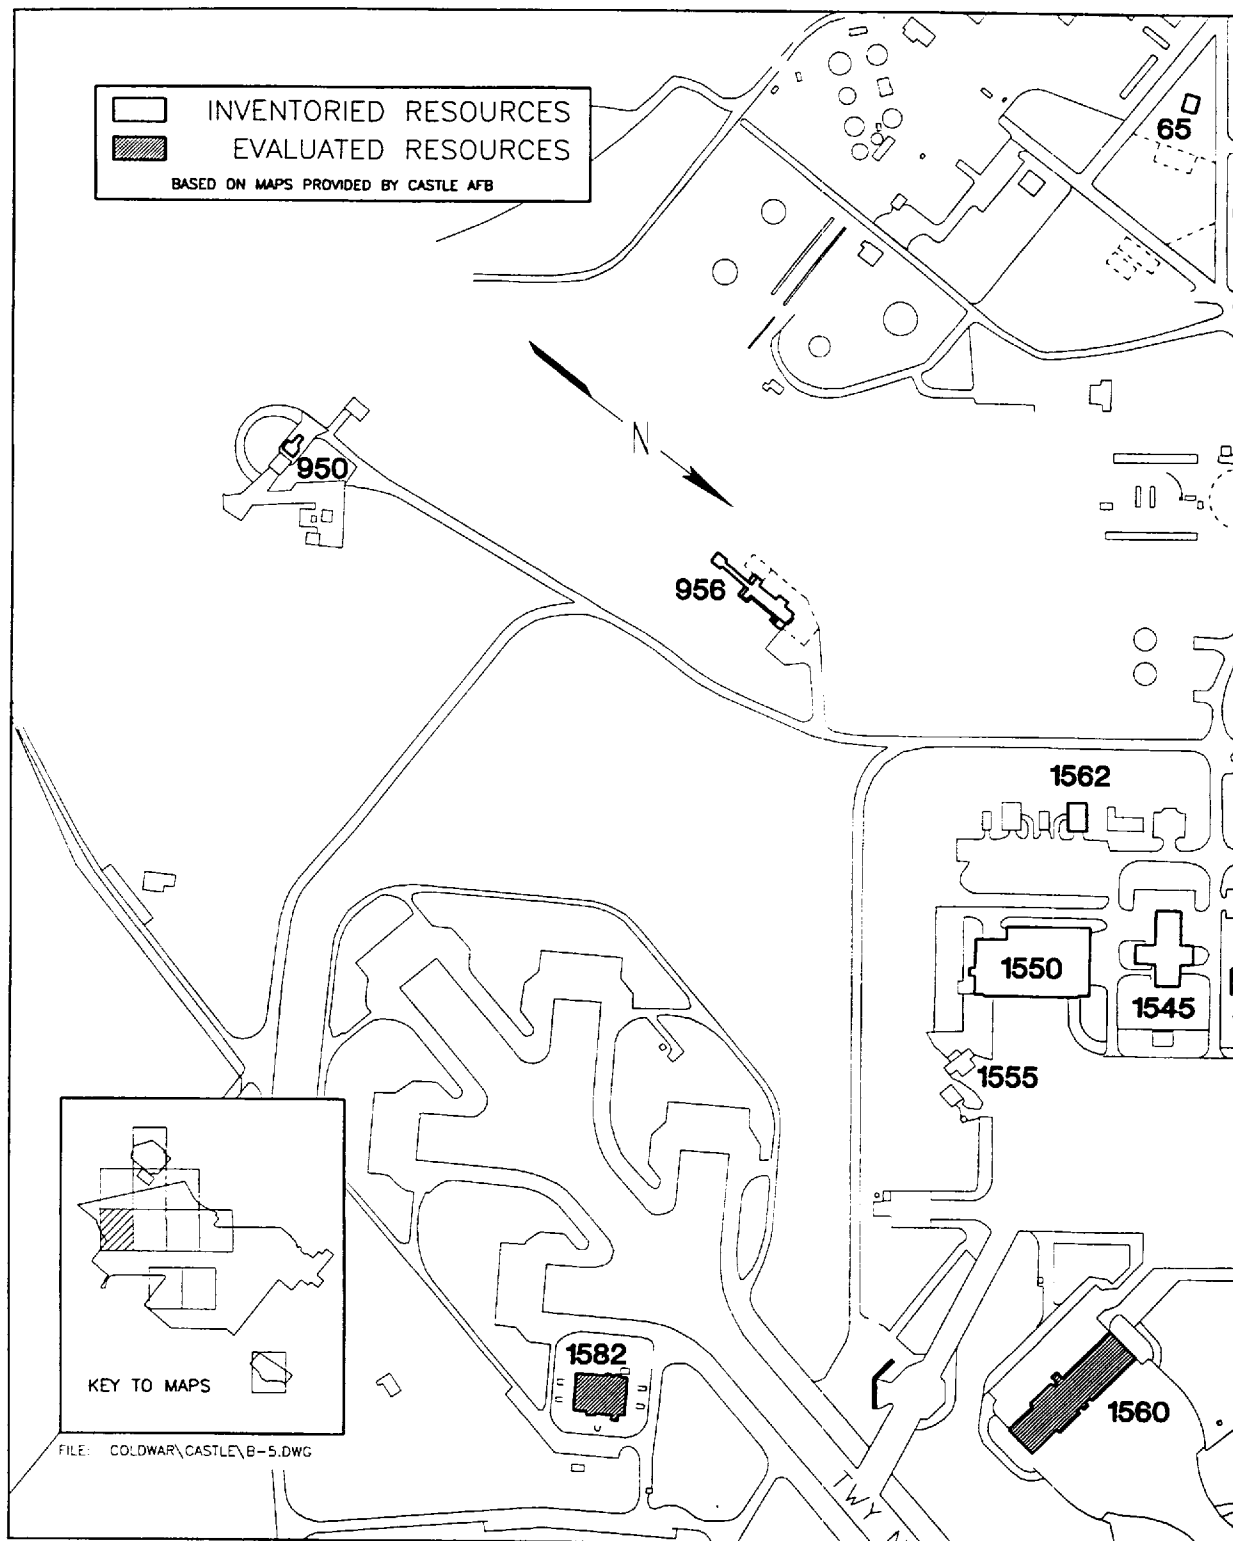 INVENTORIED RESOURCES
EVALUATED RESOURCES
BASED ON MAPS PROVIDED BY CASTLE AFB
65
N
950
956
1562
1550
1545
1555
1582
1560
KEY TO MAPS
FILE: COLDWAR\CASTLE\B-5.DWG
TWY